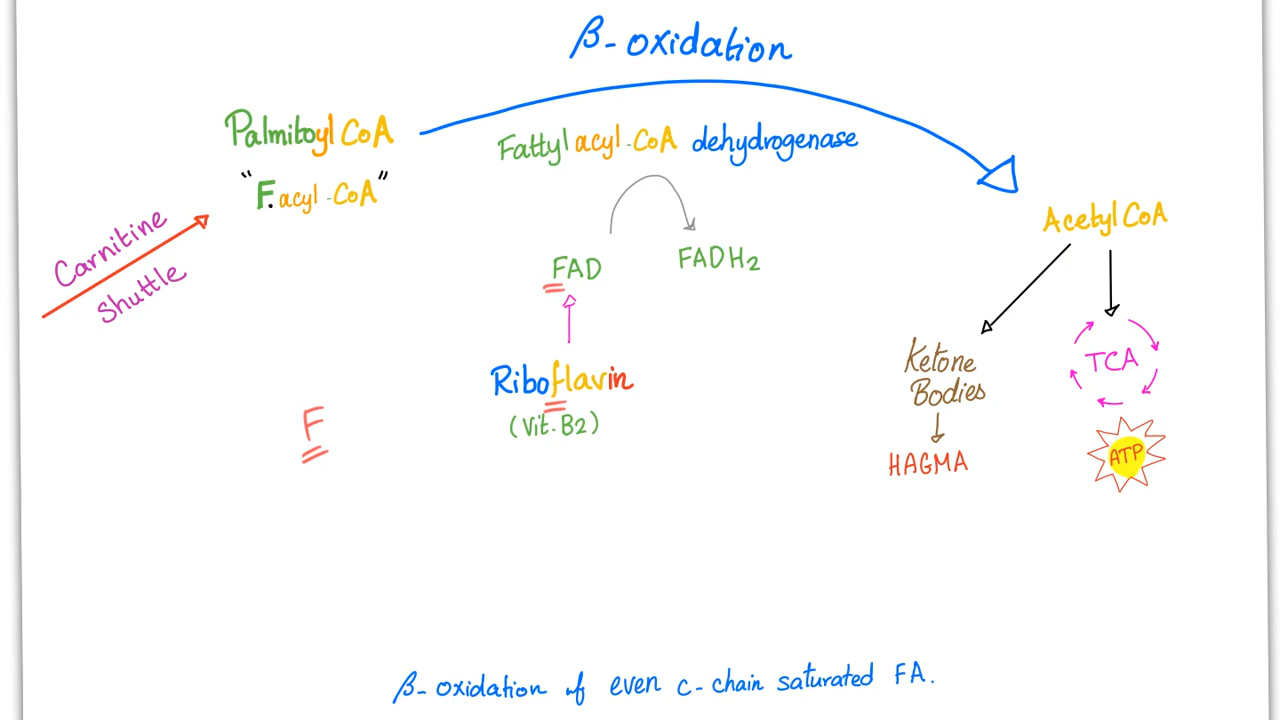 β-oxidation
Palmitoyl CoA
"F. acyl-CoA"
Carnitine
Shuttle
Fattyl acyl-CoA dehydrogenase
FAD
FADH2
Riboflavin
(Vit. B2)
F
Acetyl CoA
Ketone
Bodies
HAGMA
TCA
ATP
β-oxidation of even c-chain saturated FA.